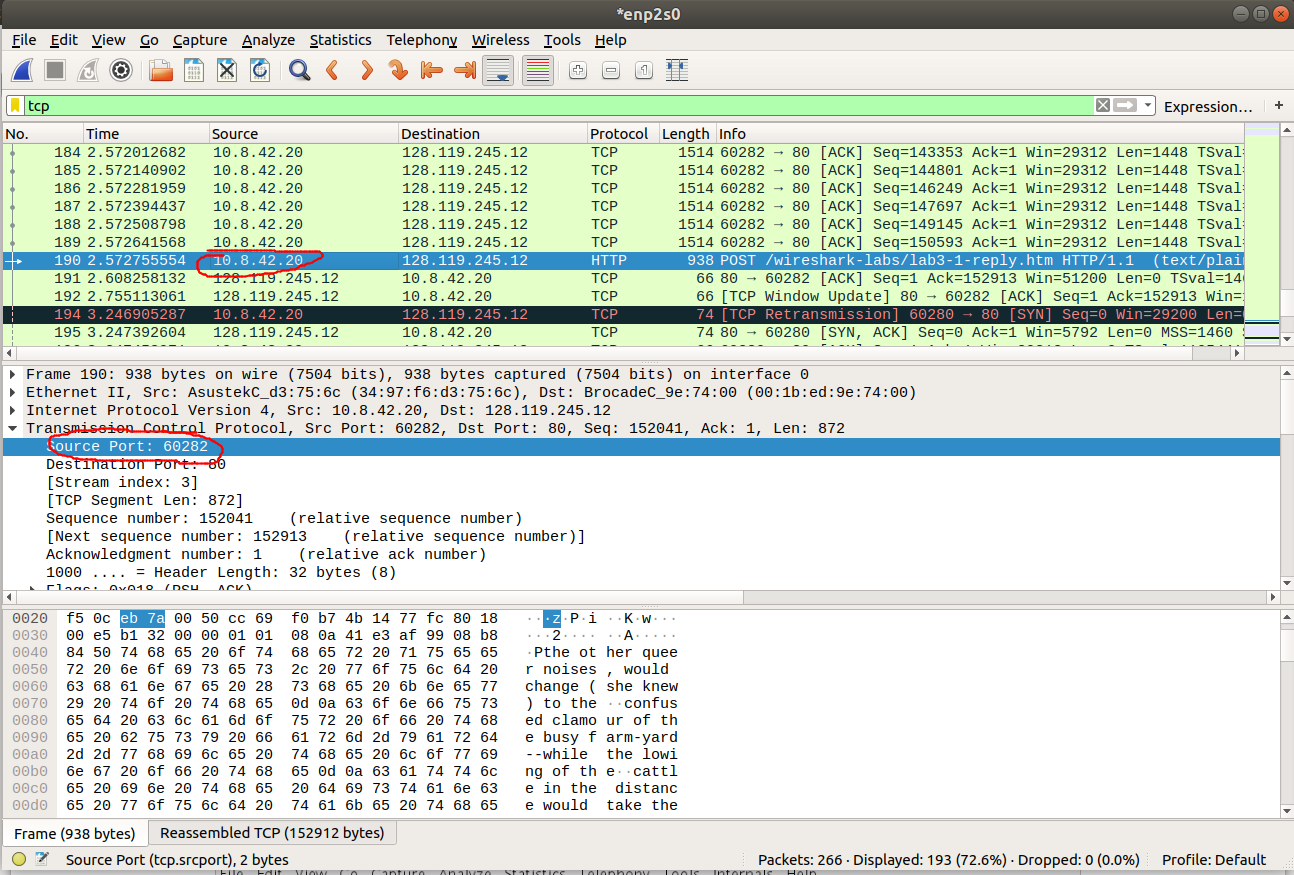 *enp2s0
File Edit View Go Capture Analyze Statistics Telephony Wireless Tools Help
tcp Expression… +
No. Time Source Destination Protocol Length Info
184 2.572012682 10.8.42.20 128.119.245.12 TCP 1514 60282 → 80 [ACK] Seq=143353 Ack=1 Win=29312 Len=1448 TSval=
185 2.572140902 10.8.42.20 128.119.245.12 TCP 1514 60282 → 80 [ACK] Seq=144801 Ack=1 Win=29312 Len=1448 TSval=
186 2.572281959 10.8.42.20 128.119.245.12 TCP 1514 60282 → 80 [ACK] Seq=146249 Ack=1 Win=29312 Len=1448 TSval=
187 2.572394437 10.8.42.20 128.119.245.12 TCP 1514 60282 → 80 [ACK] Seq=147697 Ack=1 Win=29312 Len=1448 TSval=
188 2.572508798 10.8.42.20 128.119.245.12 TCP 1514 60282 → 80 [ACK] Seq=149145 Ack=1 Win=29312 Len=1448 TSval=
189 2.572641568 10.8.42.20 128.119.245.12 TCP 1514 60282 → 80 [ACK] Seq=150593 Ack=1 Win=29312 Len=1448 TSval=
190 2.572755554 10.8.42.20 128.119.245.12 HTTP 938 POST /wireshark-labs/lab3-1-reply.htm HTTP/1.1 (text/plain
191 2.608258132 128.119.245.12 10.8.42.20 TCP 66 80 → 60282 [ACK] Seq=1 Ack=152913 Win=51200 Len=0 TSval=146
192 2.755113061 128.119.245.12 10.8.42.20 TCP 66 [TCP Window Update] 80 → 60282 [ACK] Seq=1 Ack=152913 Win=
194 3.246905287 10.8.42.20 128.119.245.12 TCP 74 [TCP Retransmission] 60280 → 80 [SYN] Seq=0 Win=29200 Len=
195 3.247392604 128.119.245.12 10.8.42.20 TCP 74 80 → 60280 [SYN, ACK] Seq=0 Ack=1 Win=5792 Len=0 MSS=1460
Frame 190: 938 bytes on wire (7504 bits), 938 bytes captured (7504 bits) on interface 0
Ethernet II, Src: AsustekC_d3:75:6c (34:97:f6:d3:75:6c), Dst: BrocadeC_9e:74:00 (00:1b:ed:9e:74:00)
Internet Protocol Version 4, Src: 10.8.42.20, Dst: 128.119.245.12
Transmission Control Protocol, Src Port: 60282, Dst Port: 80, Seq: 152041, Ack: 1, Len: 872
Source Port: 60282
Destination Port: 80
[Stream index: 3]
[TCP Segment Len: 872]
Sequence number: 152041 (relative sequence number)
[Next sequence number: 152913 (relative sequence number)]
Acknowledgment number: 1 (relative ack number)
1000 .... = Header Length: 32 bytes (8)
Flags: 0x018 (PSH, ACK)
0020 f5 0c eb 7a 00 50 cc 69 f0 b7 4b 14 77 fc 80 18 ···z·P·i ··K·w···
0030 00 e5 b1 32 00 00 01 01 08 0a 41 e3 af 99 08 b8 ···2···· ··A·····
0040 84 50 74 68 65 20 6f 74 68 65 72 20 71 75 65 65 ·Pthe ot her quee
0050 72 20 6e 6f 69 73 65 73 2c 20 77 6f 75 6c 64 20 r noises , would
0060 63 68 61 6e 67 65 20 28 73 68 65 20 6b 6e 65 77 change ( she knew
0070 29 20 74 6f 20 74 68 65 0d 0a 63 6f 6e 66 75 73 ) to the ··confus
0080 65 64 20 63 6c 61 6d 6f 75 72 20 6f 66 20 74 68 ed clamo ur of th
0090 65 20 62 75 73 79 20 66 61 72 6d 2d 79 61 72 64 e busy f arm-yard
00a0 2d 2d 77 68 69 6c 65 20 74 68 65 20 6c 6f 77 69 --while the lowi
00b0 6e 67 20 6f 66 20 74 68 65 0d 0a 63 61 74 74 6c ng of th e··cattl
00c0 65 20 69 6e 20 74 68 65 20 64 69 73 74 61 6e 63 e in the distanc
00d0 65 20 77 6f 75 6c 64 20 74 61 6b 65 20 74 68 65 e would take the
Frame (938 bytes) Reassembled TCP (152912 bytes)
Source Port (tcp.srcport), 2 bytes Packets: 266 · Displayed: 193 (72.6%) · Dropped: 0 (0.0%) Profile: Default
File Edit View Go Capture Analyze Statistics Telephony Tools Internals Help